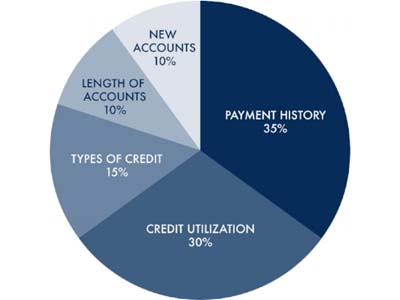 NEW
ACCOUNTS
10%
LENGTH OF
ACCOUNTS
10%
PAYMENT HISTORY
35%
TYPES OF CREDIT
15%
CREDIT UTILIZATION
30%